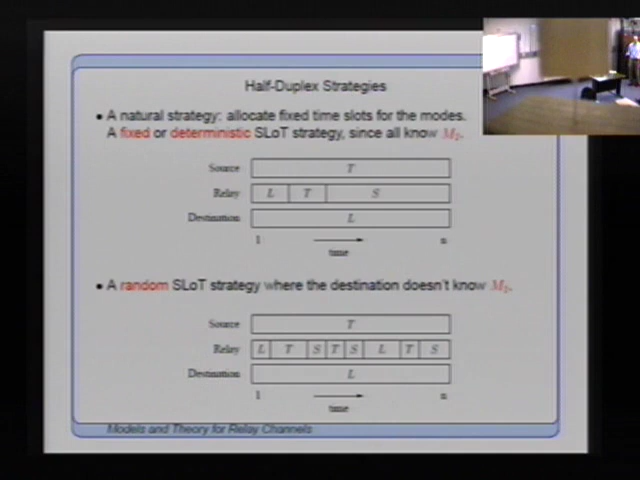 Half-Duplex Strategies
• A natural strategy: allocate fixed time slots for the modes.
A fixed or deterministic SLoT strategy, since all know M₂.
Source T
Relay L T S
Destination L
1 n
time
• A random SLoT strategy where the destination doesn't know M₂.
Source T
Relay L T S T S L T S
Destination L
1 n
time
Models and Theory for Relay Channels